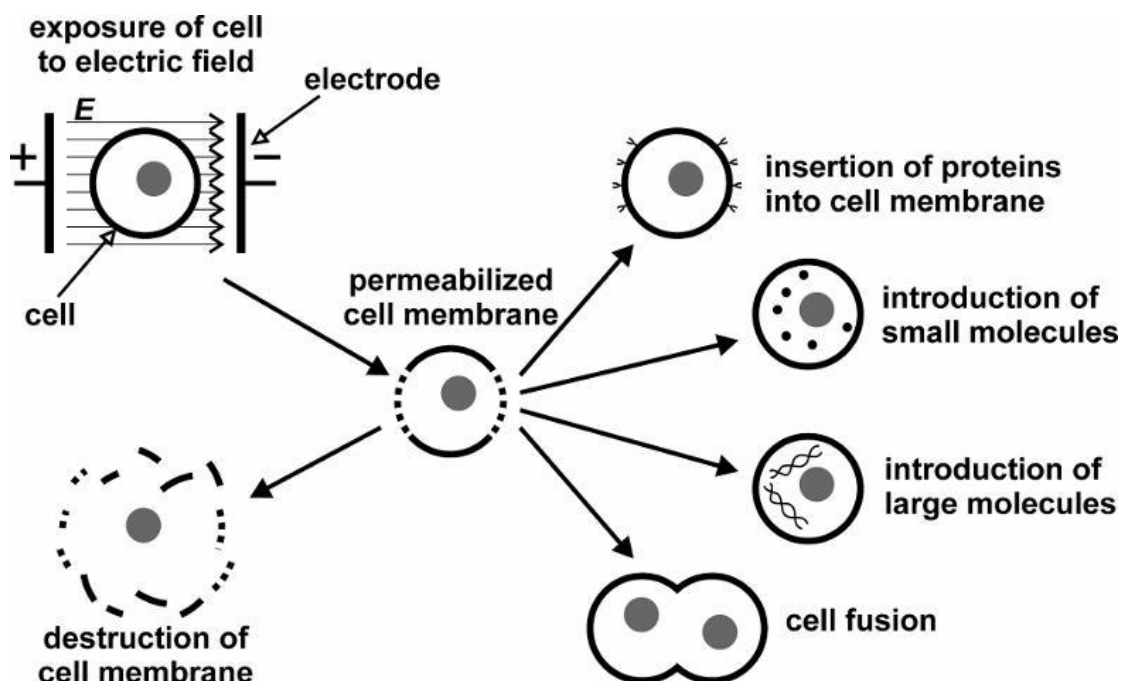 exposure of cell
to electric field
electrode
E
+
−
cell
permeabilized
cell membrane
insertion of proteins
into cell membrane
introduction of
small molecules
introduction of
large molecules
cell fusion
destruction of
cell membrane